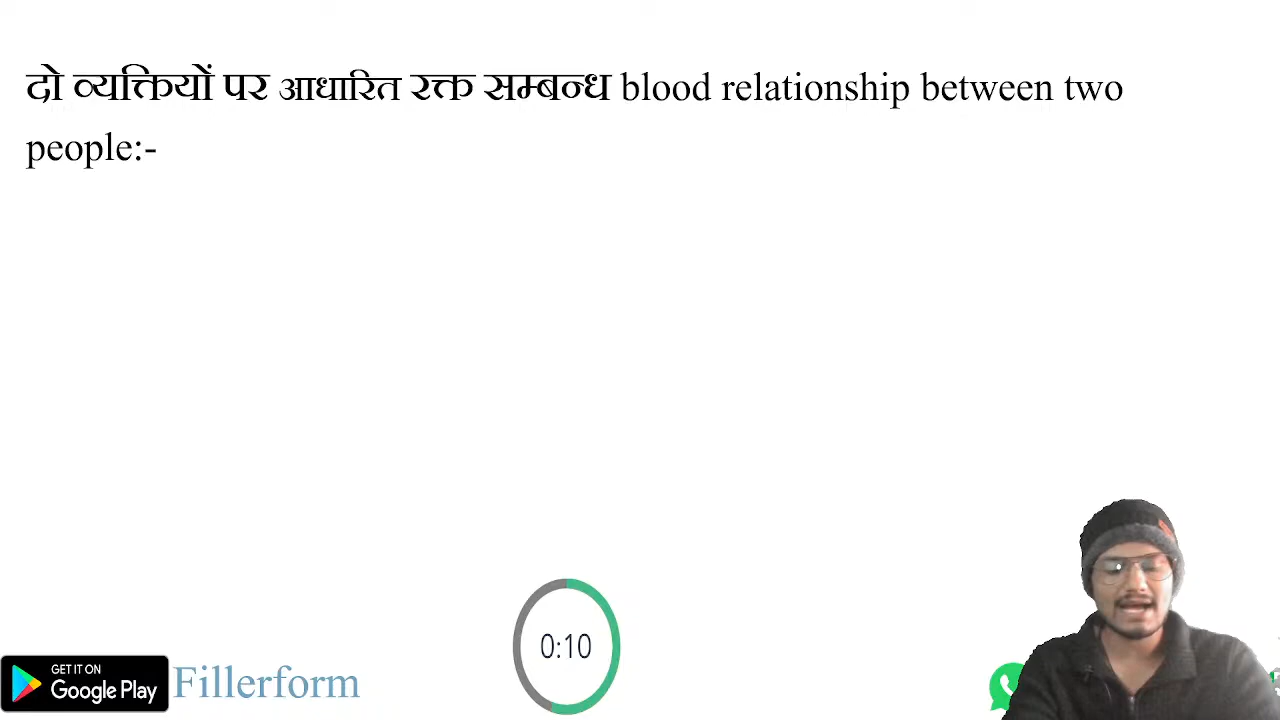 दो व्यक्तियों पर आधारित रक्त सम्बन्ध blood relationship between two
people:-
0:10
GET IT ON
Google Play
Fillerform